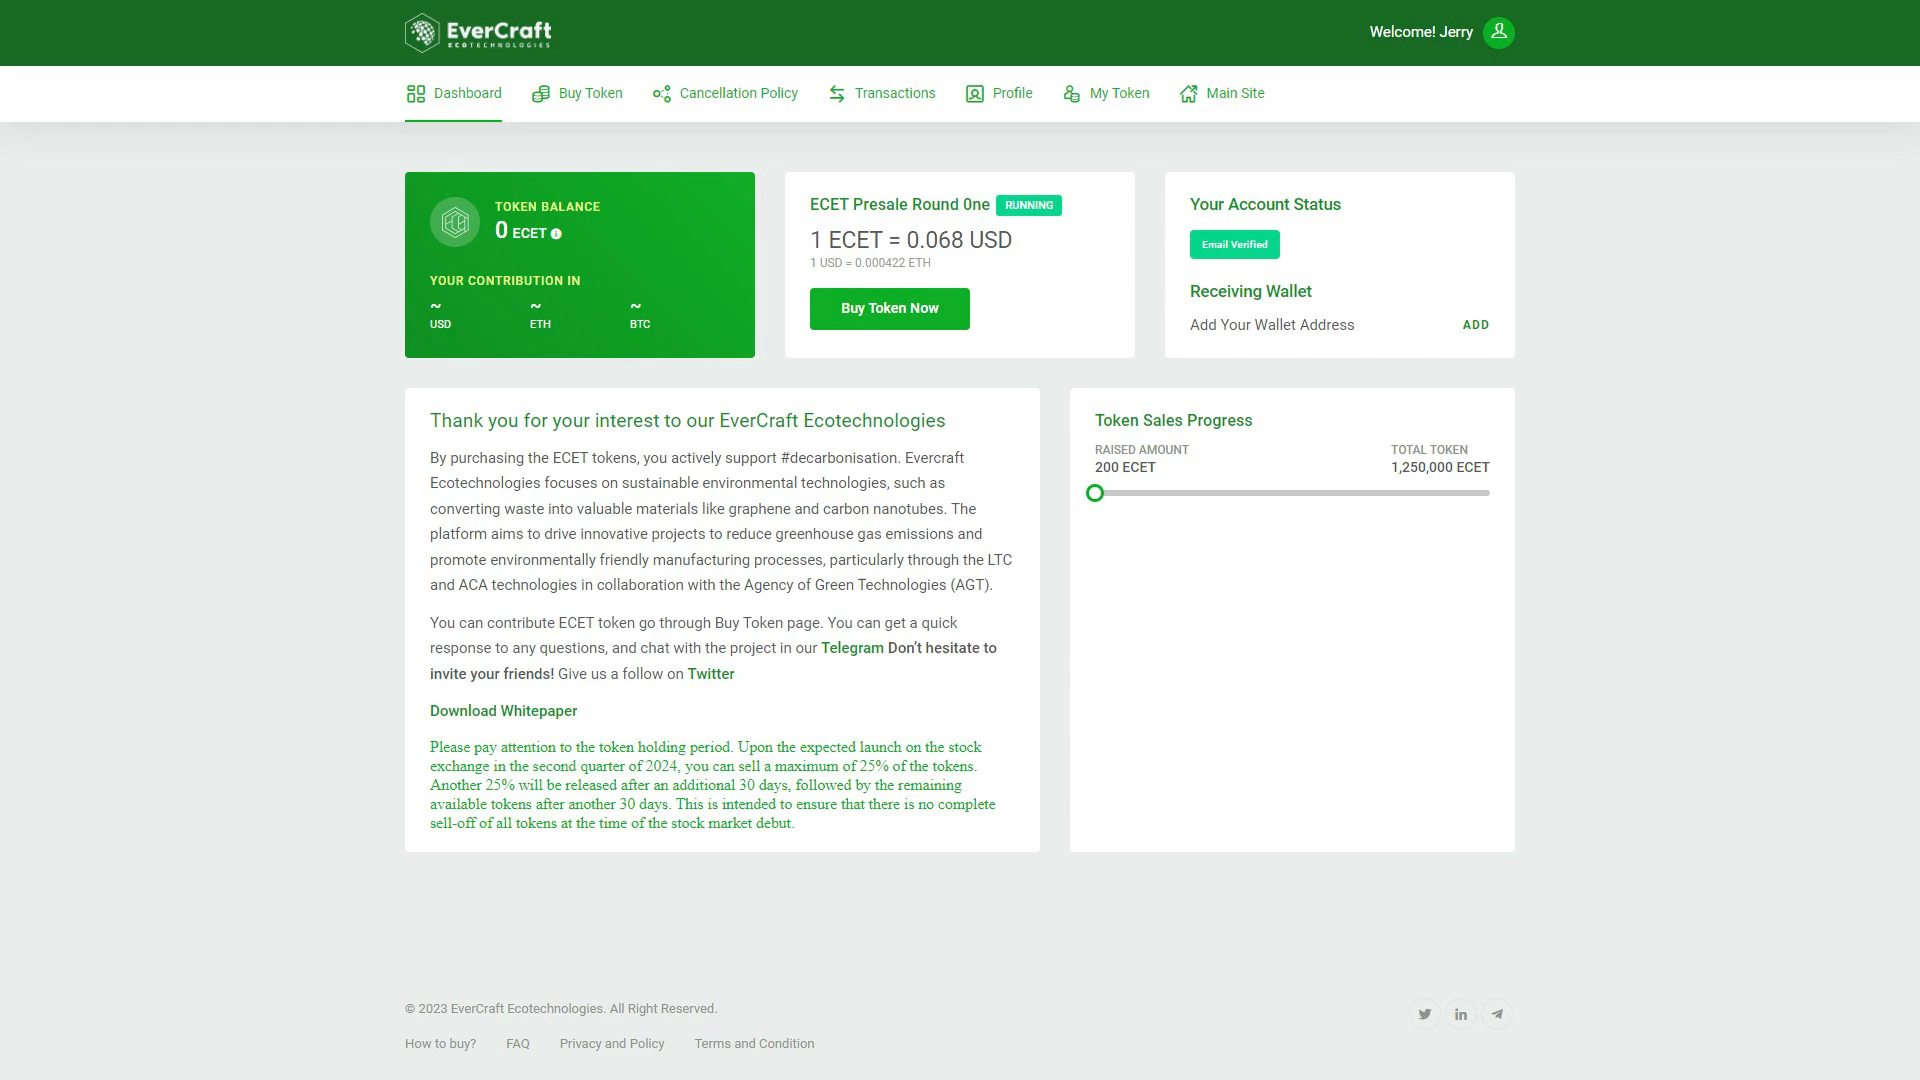 EverCraft
ECOTECHNOLOGIES
Welcome! Jerry
Dashboard
Buy Token
Cancellation Policy
Transactions
Profile
My Token
Main Site
TOKEN BALANCE
0 ECET
YOUR CONTRIBUTION IN
~ ~ ~
USD ETH BTC
ECET Presale Round 0ne RUNNING
1 ECET = 0.068 USD
1 USD = 0.000422 ETH
Buy Token Now
Your Account Status
Email Verified
Receiving Wallet
Add Your Wallet Address ADD
Thank you for your interest to our EverCraft Ecotechnologies
By purchasing the ECET tokens, you actively support #decarbonisation. Evercraft
Ecotechnologies focuses on sustainable environmental technologies, such as
converting waste into valuable materials like graphene and carbon nanotubes. The
platform aims to drive innovative projects to reduce greenhouse gas emissions and
promote environmentally friendly manufacturing processes, particularly through the LTC
and ACA technologies in collaboration with the Agency of Green Technologies (AGT).
You can contribute ECET token go through Buy Token page. You can get a quick
response to any questions, and chat with the project in our Telegram Don’t hesitate to
invite your friends! Give us a follow on Twitter
Download Whitepaper
Please pay attention to the token holding period. Upon the expected launch on the stock
exchange in the second quarter of 2024, you can sell a maximum of 25% of the tokens.
Another 25% will be released after an additional 30 days, followed by the remaining
available tokens after another 30 days. This is intended to ensure that there is no complete
sell-off of all tokens at the time of the stock market debut.
Token Sales Progress
RAISED AMOUNT TOTAL TOKEN
200 ECET 1,250,000 ECET
© 2023 EverCraft Ecotechnologies. All Right Reserved.
How to buy? FAQ Privacy and Policy Terms and Condition